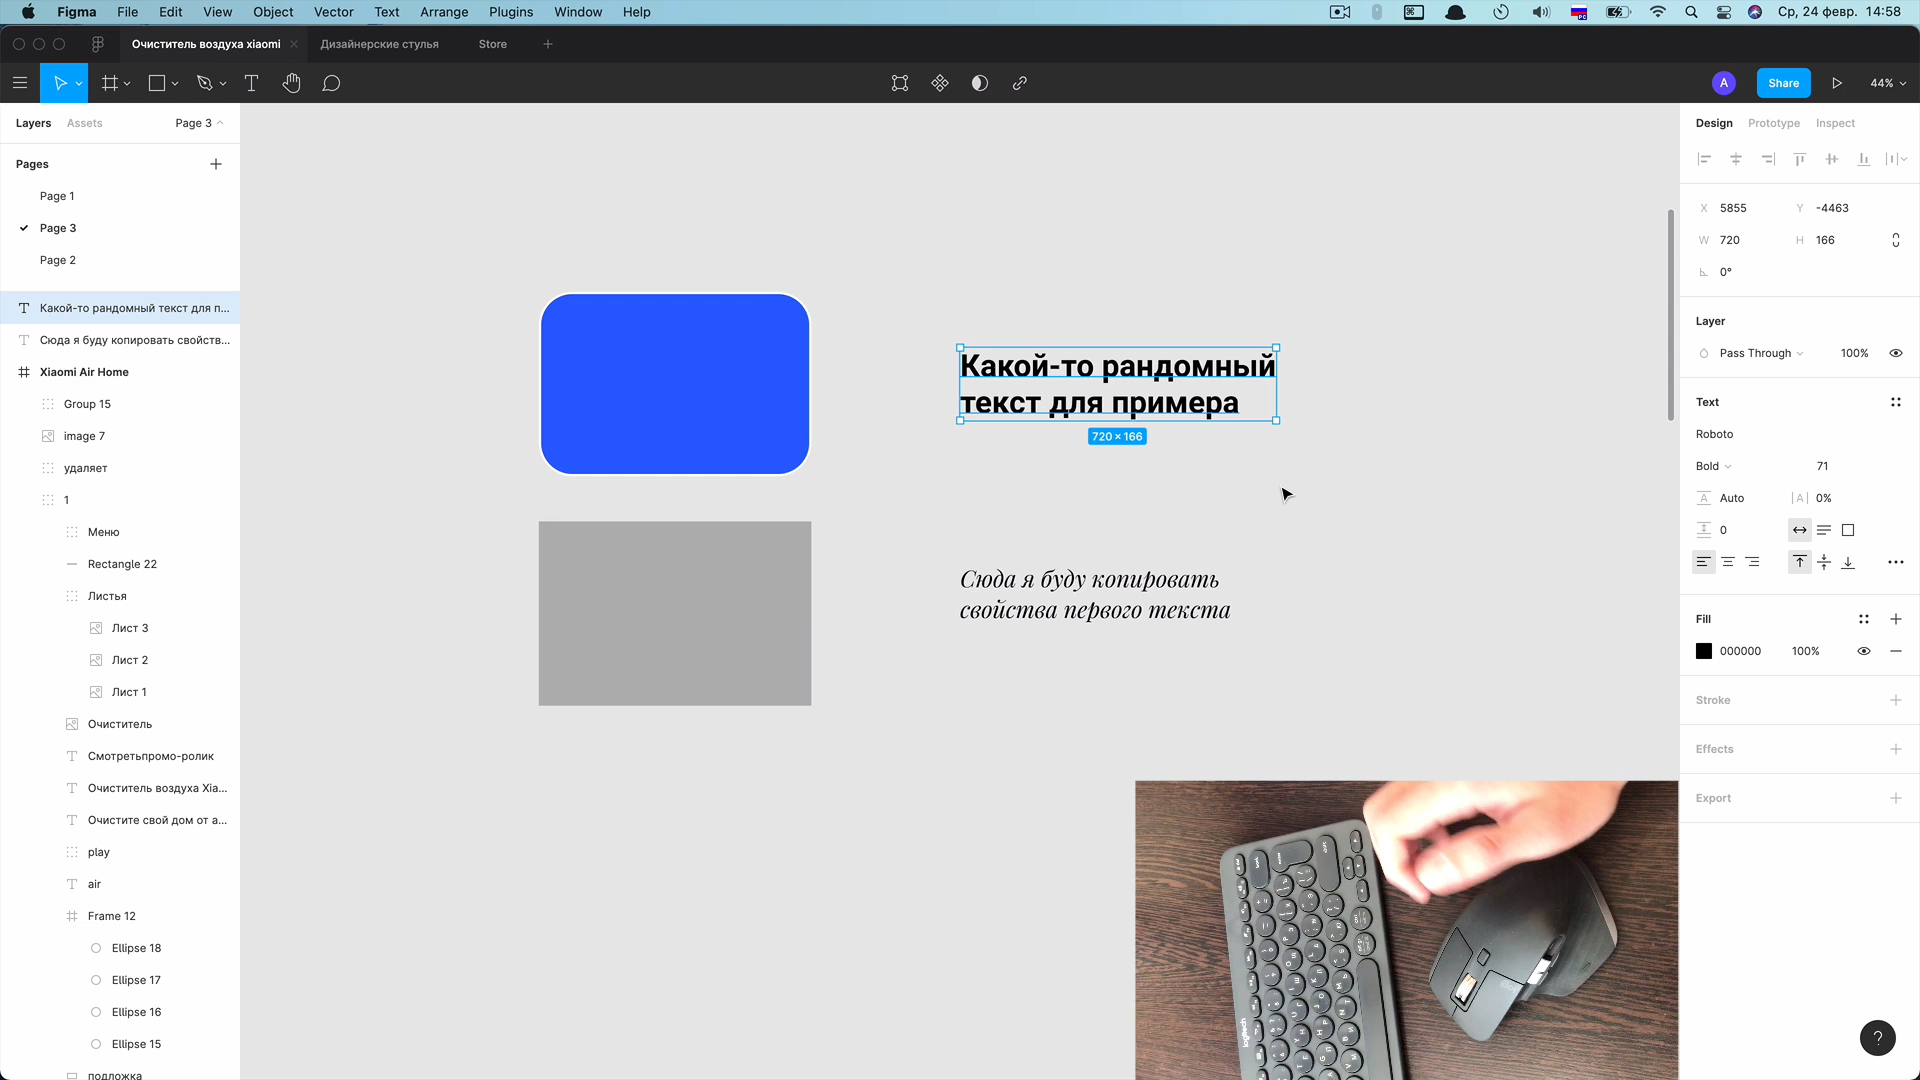 Figma File Edit View Object Vector Text Arrange Plugins Window Help Ср, 24 февр. 14:58
Очиститель воздуха xiaomi Дизайнерские стулья Store
A Share 44%
Layers Assets Page 3
Pages
Page 1
Page 3
Page 2
Какой-то рандомный текст для п...
Сюда я буду копировать свойств...
Xiaomi Air Home
Group 15
image 7
удаляет
1
Меню
Rectangle 22
Листья
Лист 3
Лист 2
Лист 1
Очиститель
Смотретьпромо-ролик
Очиститель воздуха Xia...
Очистите свой дом от а...
play
air
Frame 12
Ellipse 18
Ellipse 17
Ellipse 16
Ellipse 15
подложка
Какой-то рандомный
текст для примера
720 × 166
Сюда я буду копировать
свойства первого текста
logitech
Design Prototype Inspect
X 5855 Y -4463
W 720 H 166
0°
Layer
Pass Through 100%
Text
Roboto
Bold 71
A Auto |A| 0%
0
Fill
000000 100%
Stroke
Effects
Export
?